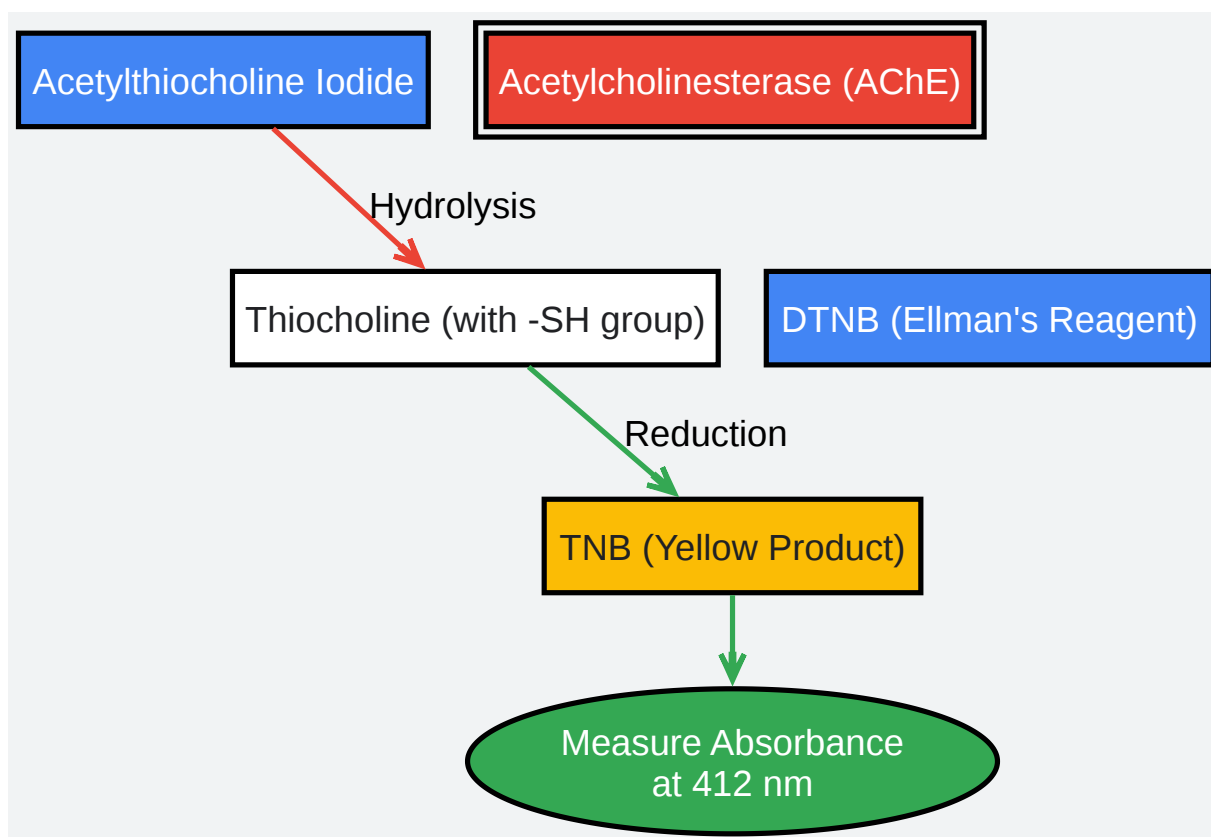 Acetylthiocholine Iodide
Acetylcholinesterase (AChE)
Hydrolysis
Thiocholine (with -SH group)
DTNB (Ellman's Reagent)
Reduction
TNB (Yellow Product)
Measure Absorbance
at 412 nm